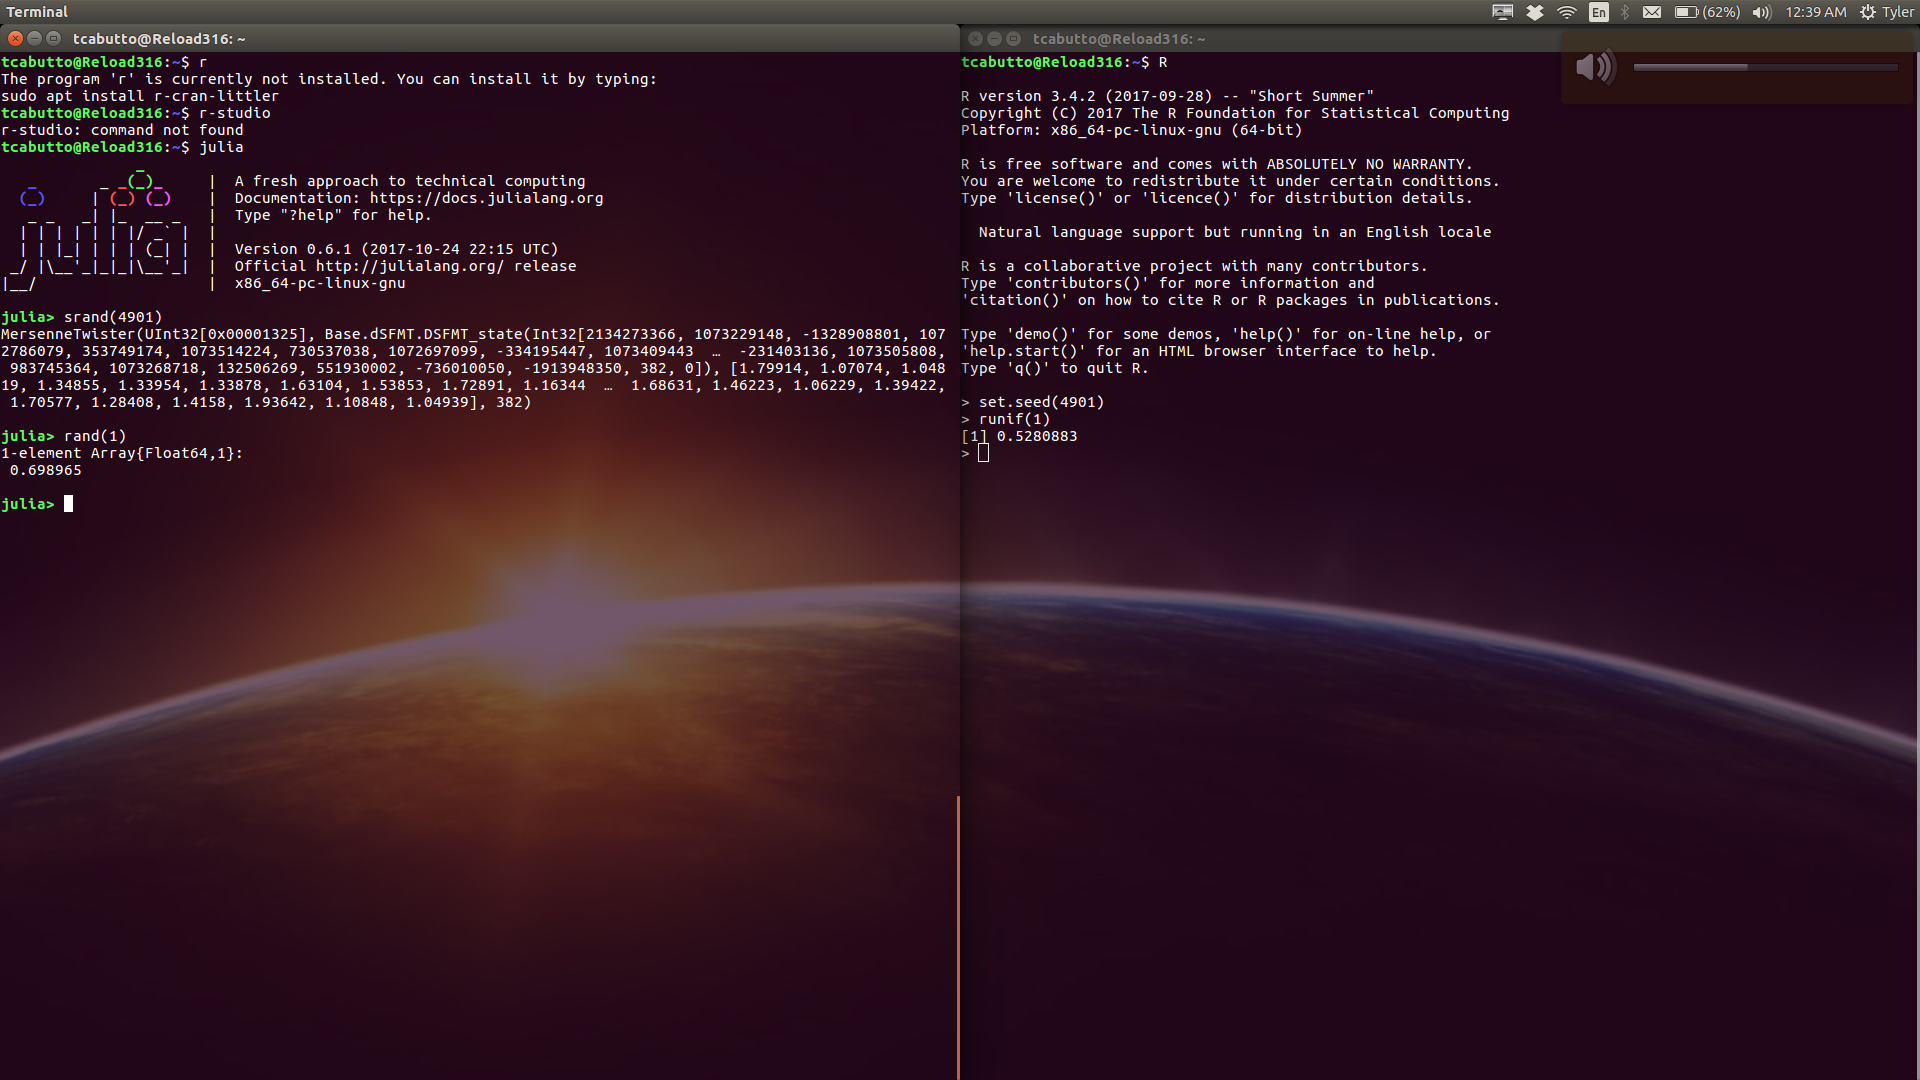 Terminal
En
(62%)
12:39 AM
Tyler
tcabutto@Reload316: ~
tcabutto@Reload316:~$ r
The program 'r' is currently not installed. You can install it by typing:
sudo apt install r-cran-littler
tcabutto@Reload316:~$ r-studio
r-studio: command not found
tcabutto@Reload316:~$ julia
               _
   _       _ _(_)_     |  A fresh approach to technical computing
  (_)     | (_) (_)    |  Documentation: https://docs.julialang.org
   _ _   _| |_  __ _   |  Type "?help" for help.
  | | | | | | |/ _` |  |
  | | |_| | | | (_| |  |  Version 0.6.1 (2017-10-24 22:15 UTC)
 _/ |\__'_|_|_|\__'_|  |  Official http://julialang.org/ release
|__/                   |  x86_64-pc-linux-gnu
julia> srand(4901)
MersenneTwister(UInt32[0x00001325], Base.dSFMT.DSFMT_state(Int32[2134273366, 1073229148, -1328908801, 107
2786079, 353749174, 1073514224, 730537038, 1072697099, -334195447, 1073409443  …  -231403136, 1073505808,
 983745364, 1073268718, 132506269, 551930002, -736010050, -1913948350, 382, 0]), [1.79914, 1.07074, 1.048
19, 1.34855, 1.33954, 1.33878, 1.63104, 1.53853, 1.72891, 1.16344  …  1.68631, 1.46223, 1.06229, 1.39422,
 1.70577, 1.28408, 1.4158, 1.93642, 1.10848, 1.04939], 382)
julia> rand(1)
1-element Array{Float64,1}:
 0.698965
julia>
tcabutto@Reload316: ~
tcabutto@Reload316:~$ R
R version 3.4.2 (2017-09-28) -- "Short Summer"
Copyright (C) 2017 The R Foundation for Statistical Computing
Platform: x86_64-pc-linux-gnu (64-bit)
R is free software and comes with ABSOLUTELY NO WARRANTY.
You are welcome to redistribute it under certain conditions.
Type 'license()' or 'licence()' for distribution details.
  Natural language support but running in an English locale
R is a collaborative project with many contributors.
Type 'contributors()' for more information and
'citation()' on how to cite R or R packages in publications.
Type 'demo()' for some demos, 'help()' for on-line help, or
'help.start()' for an HTML browser interface to help.
Type 'q()' to quit R.
> set.seed(4901)
> runif(1)
[1] 0.5280883
>